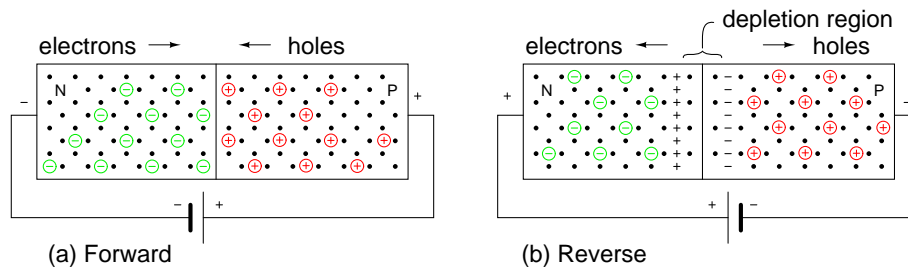 depletion region
electrons holes
electrons holes
N P
− +
− +
(a) Forward
N P
+ −
+ −
(b) Reverse